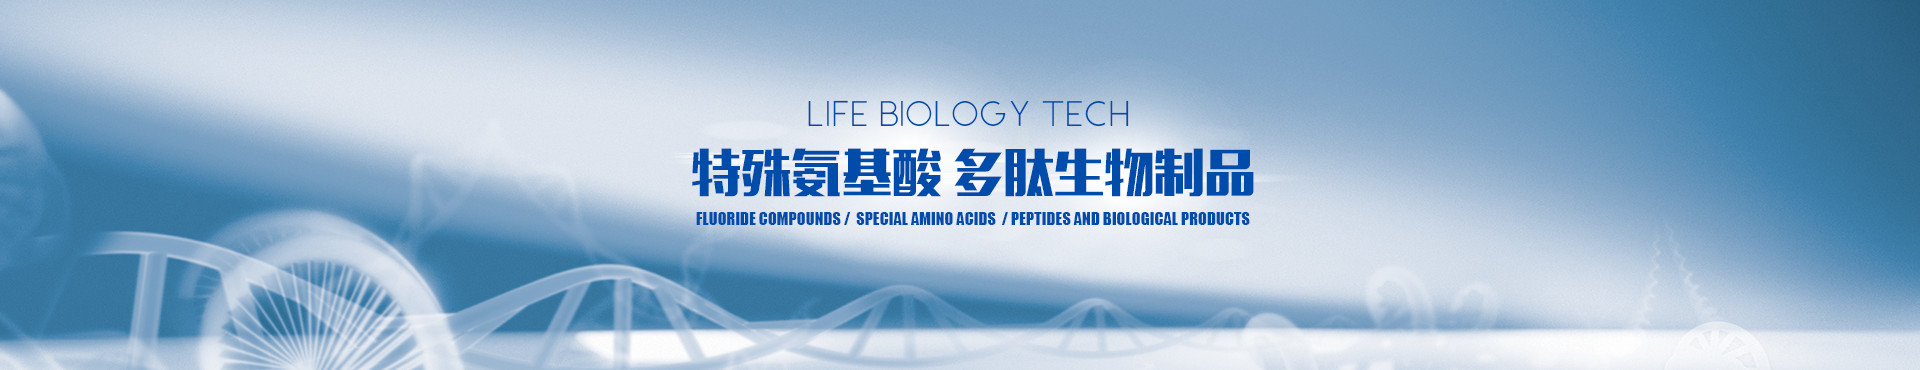 LIFE BIOLOGY TECH
特殊氨基酸 多肽生物制品
FLUORIDE COMPOUNDS / SPECIAL AMINO ACIDS / PEPTIDES AND BIOLOGICAL PRODUCTS